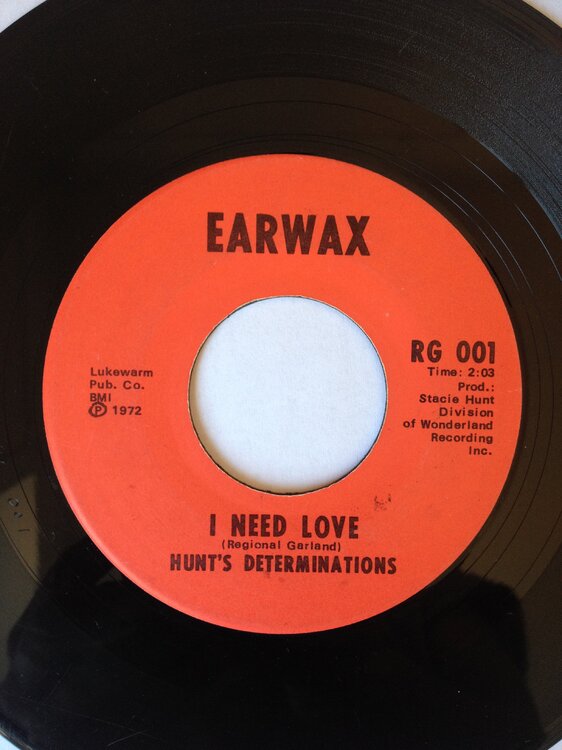 EARWAX
Lukewarm
Pub. Co.
BMI
Ⓟ 1972
RG 001
Time: 2:03
Prod.:
Stacie Hunt
Division
of Wonderland
Recording
Inc.
I NEED LOVE
(Regional Garland)
HUNT'S DETERMINATIONS